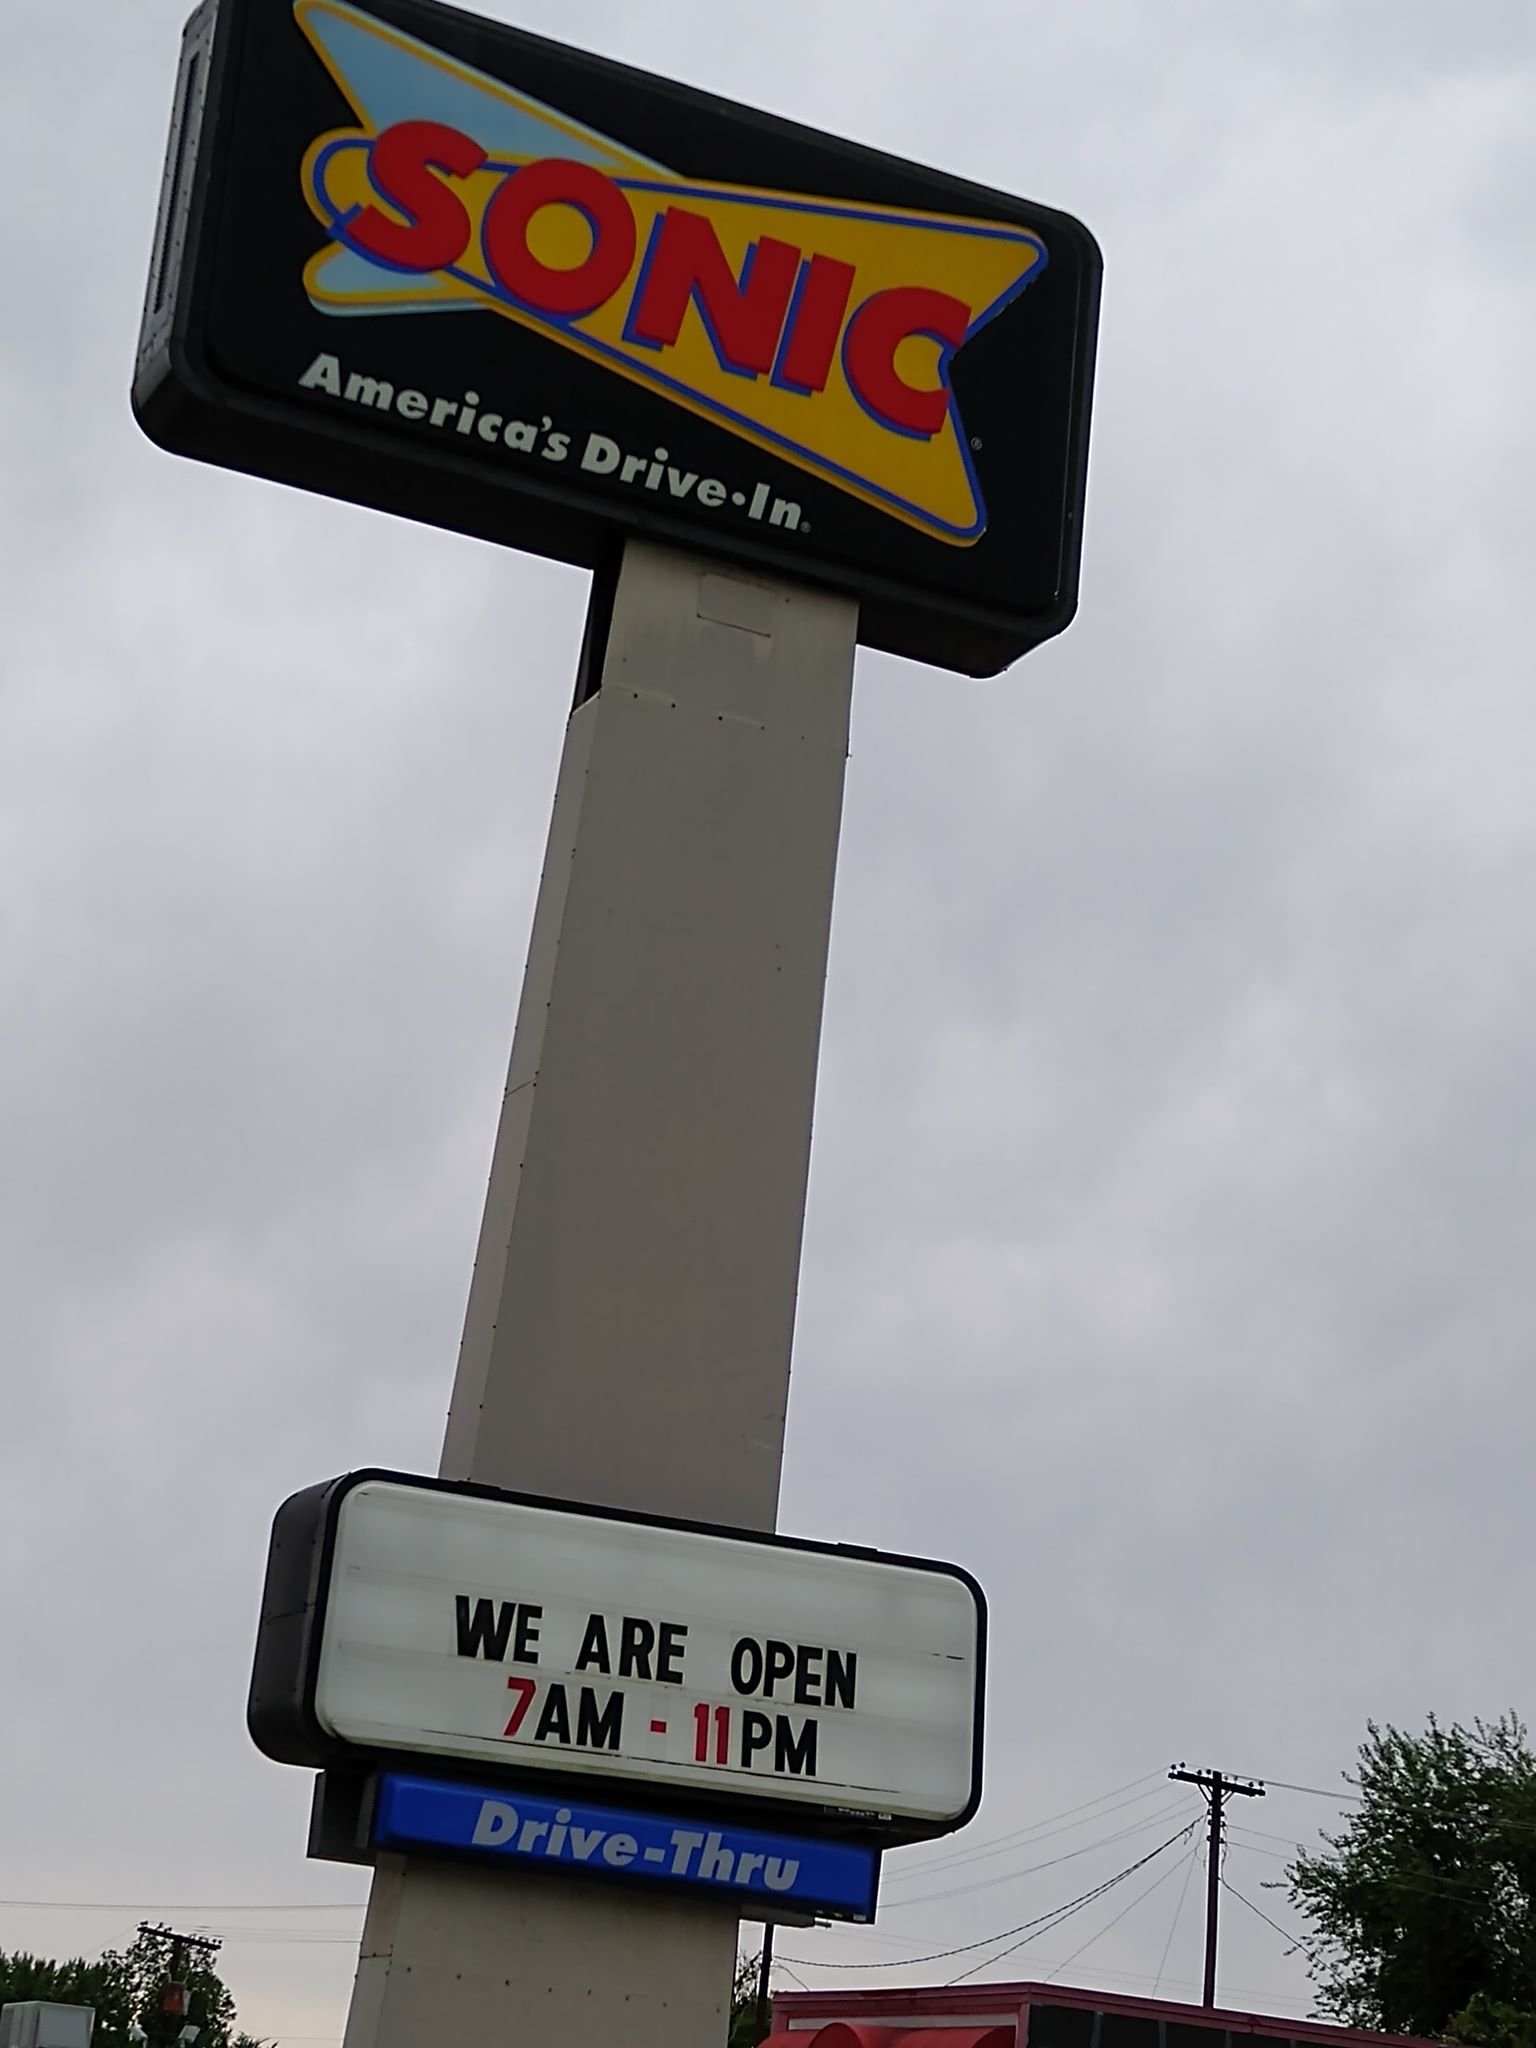 SONIC
®
America's Drive•In®
WE ARE OPEN
7AM - 11PM
Drive-Thru